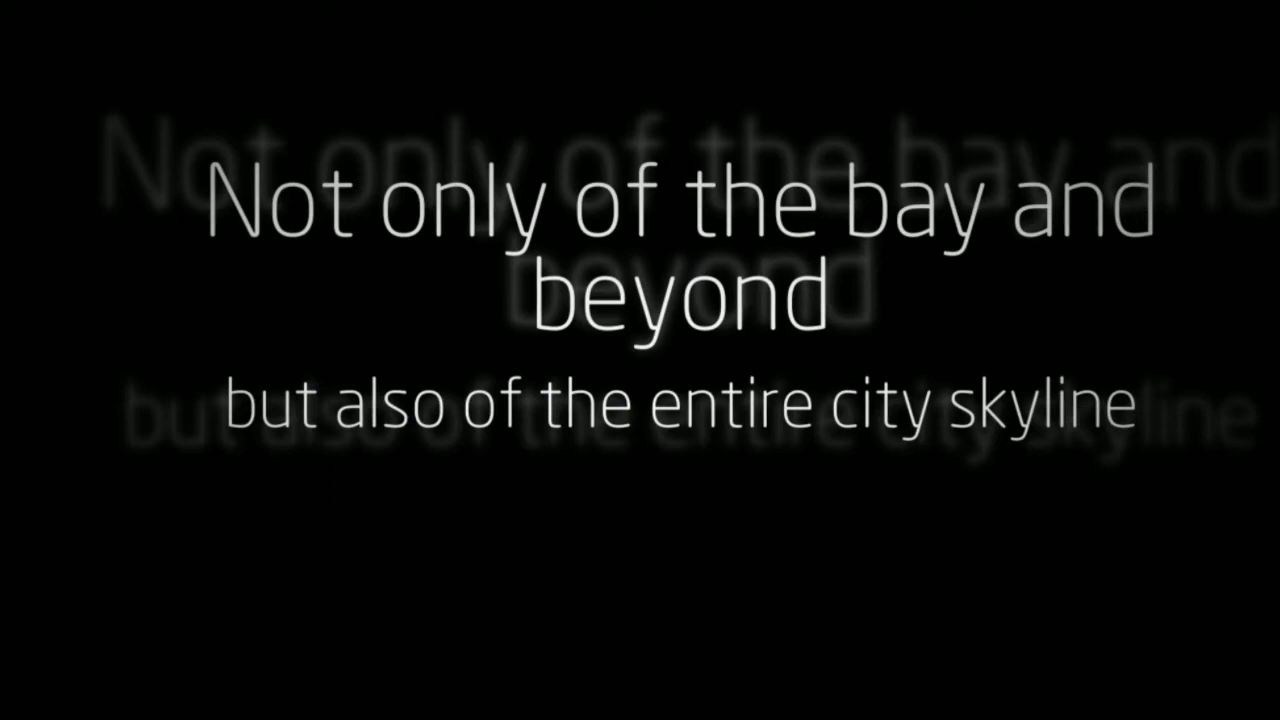 Not only of the bay and
beyond
but also of the entire city skyline